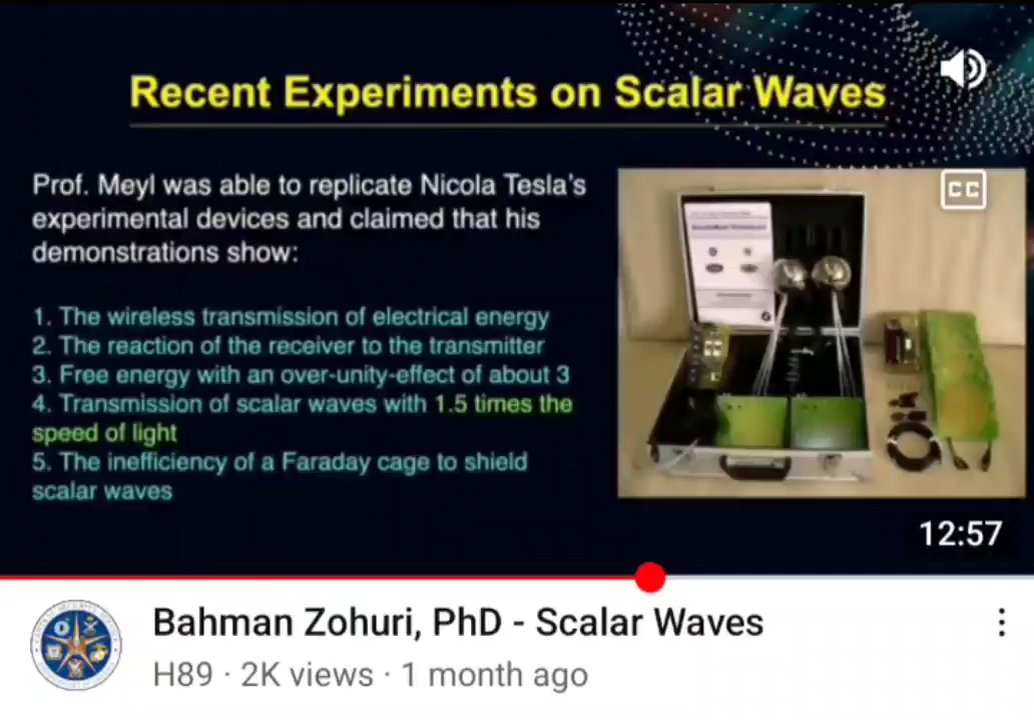 Recent Experiments on Scalar Waves
Prof. Meyl was able to replicate Nicola Tesla's
experimental devices and claimed that his
demonstrations show:
1. The wireless transmission of electrical energy
2. The reaction of the receiver to the transmitter
3. Free energy with an over-unity-effect of about 3
4. Transmission of scalar waves with 1.5 times the
speed of light
5. The inefficiency of a Faraday cage to shield
scalar waves
CC
12:57
Bahman Zohuri, PhD - Scalar Waves
H89 · 2K views · 1 month ago